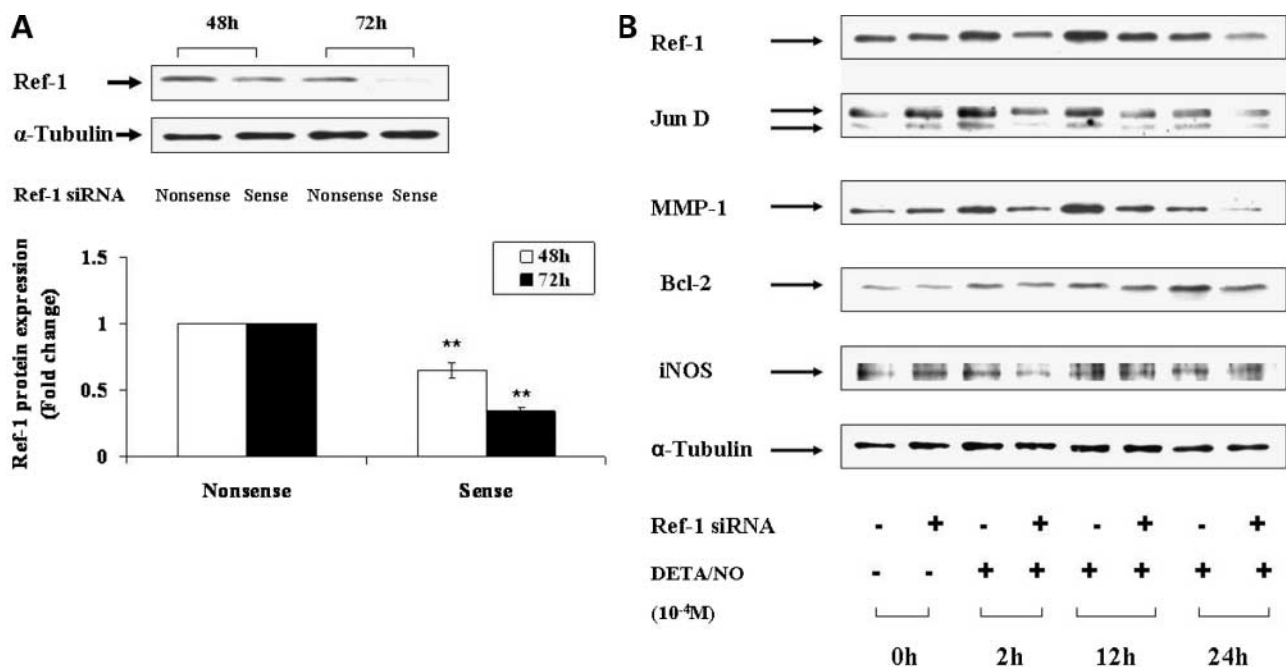 A
48h 72h
Ref-1
α-Tubulin
Ref-1 siRNA Nonsense Sense Nonsense Sense
Ref-1 protein expression
(Fold change)
1.5
1
0.5
0
48h
72h
**
**
Nonsense Sense
B
Ref-1
Jun D
MMP-1
Bcl-2
iNOS
α-Tubulin
Ref-1 siRNA - + - + - + - +
DETA/NO - - + + + + + +
(10⁻⁴M)
0h 2h 12h 24h